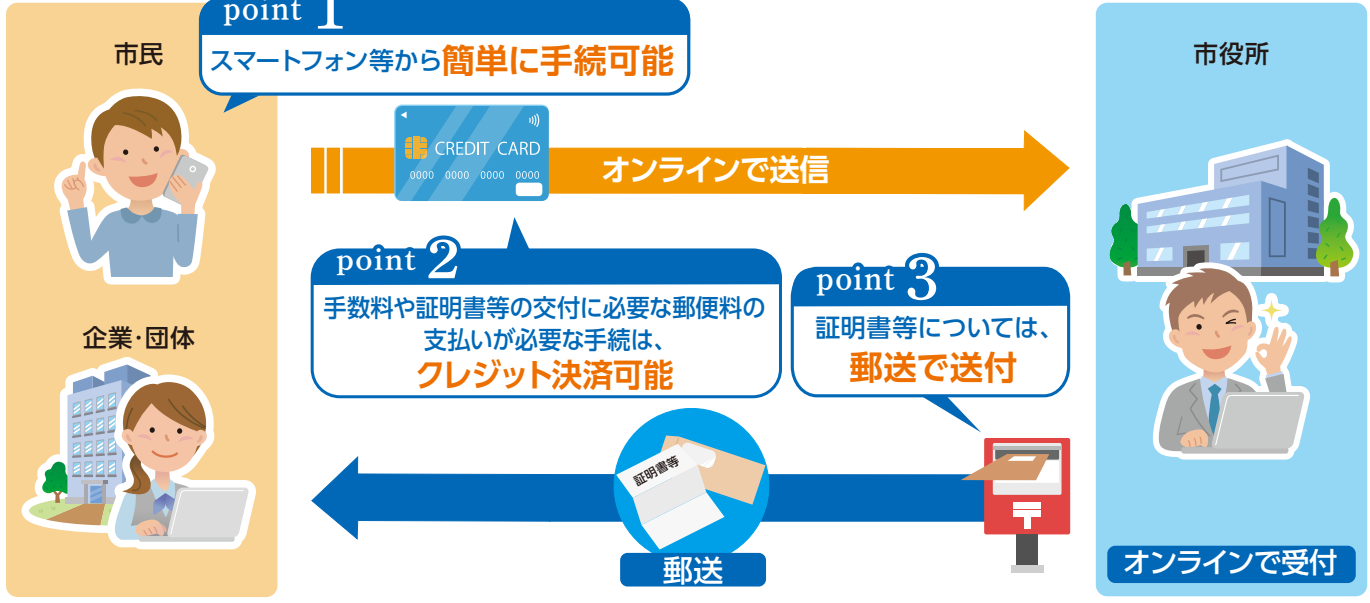 point 1
スマートフォン等から簡単に手続可能
市民
市役所
CREDIT CARD
0000 0000 0000 0000
オンラインで送信
point 2
手数料や証明書等の交付に必要な郵便料の
支払いが必要な手続は、
クレジット決済可能
point 3
証明書等については、
郵送で送付
企業・団体
証明書等
〒
郵送
オンラインで受付